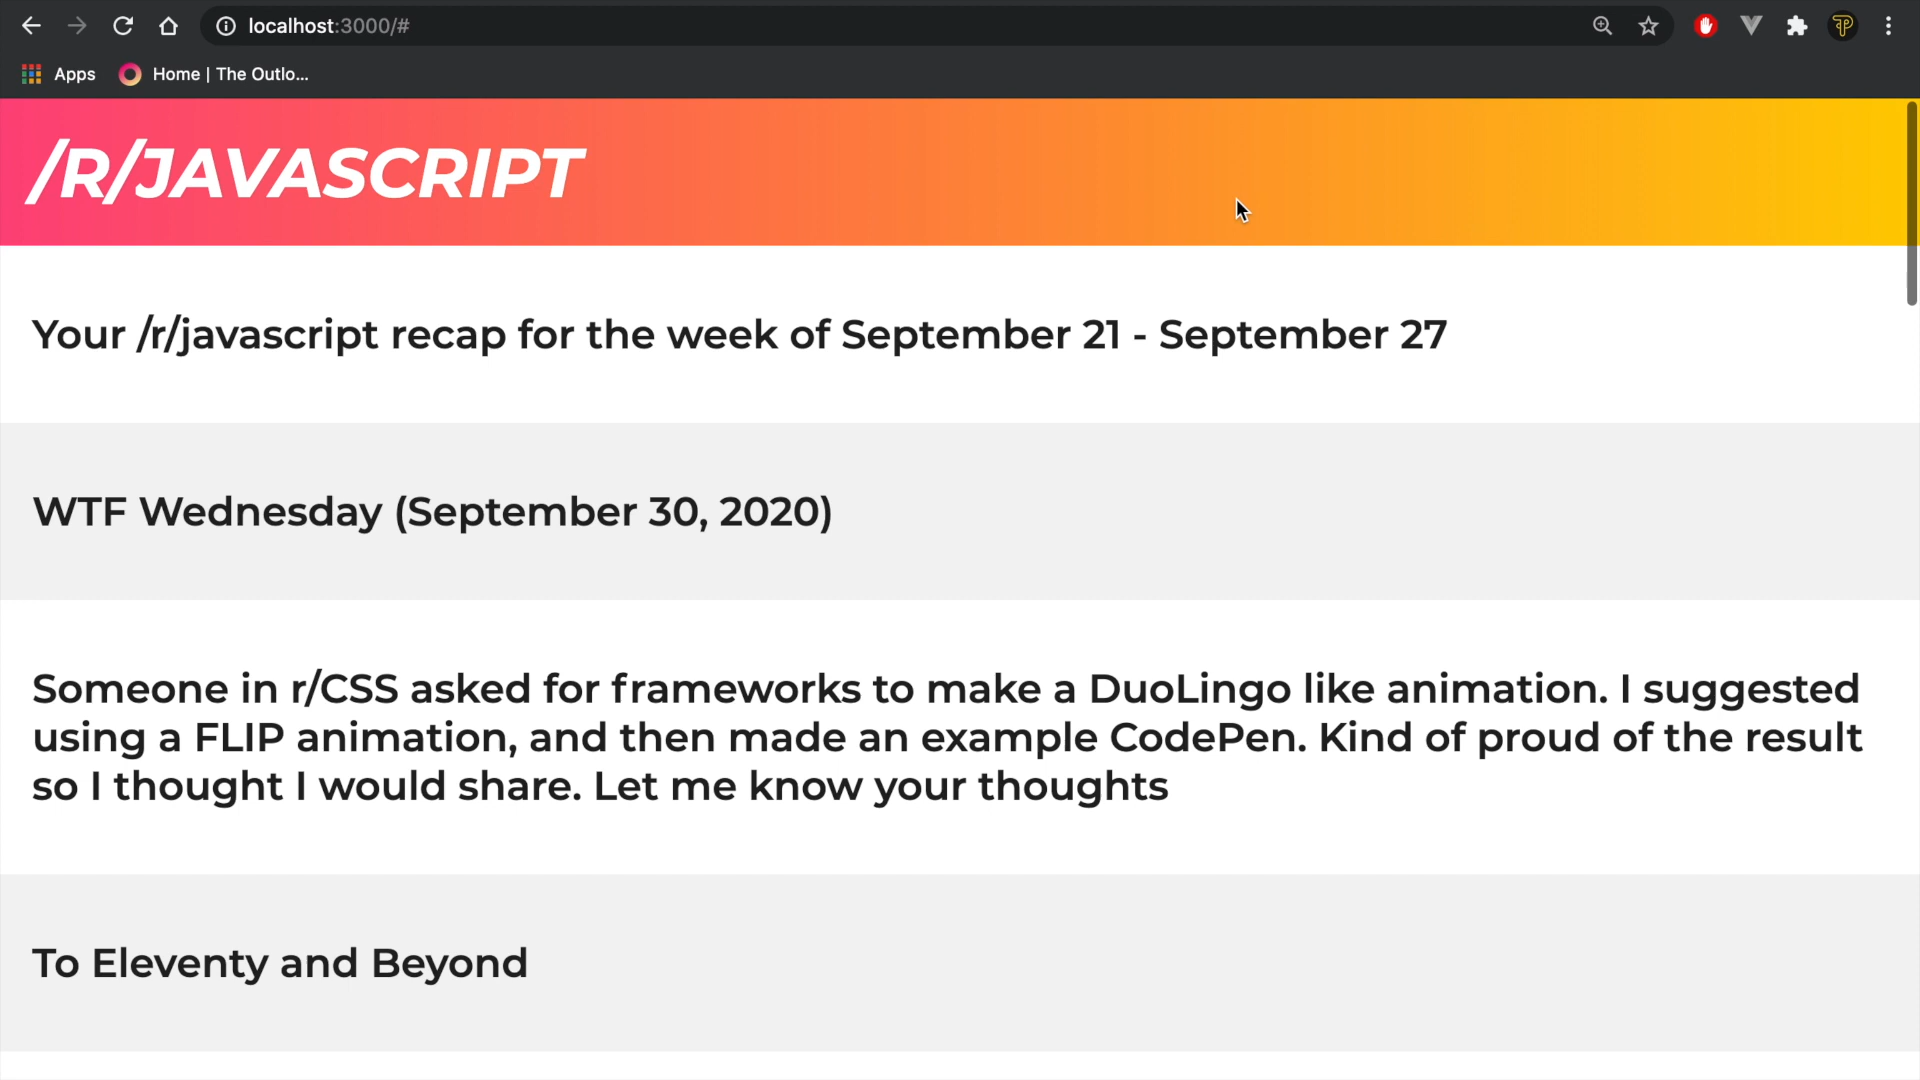 localhost:3000/#
Apps
Home | The Outlo...
/R/JAVASCRIPT
Your /r/javascript recap for the week of September 21 - September 27
WTF Wednesday (September 30, 2020)
Someone in r/CSS asked for frameworks to make a DuoLingo like animation. I suggested
using a FLIP animation, and then made an example CodePen. Kind of proud of the result
so I thought I would share. Let me know your thoughts
To Eleventy and Beyond